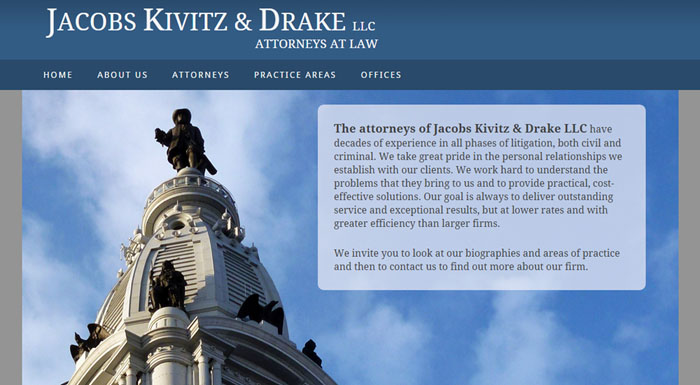 JACOBS KIVITZ & DRAKE LLC
ATTORNEYS AT LAW
HOME ABOUT US ATTORNEYS PRACTICE AREAS OFFICES
The attorneys of Jacobs Kivitz & Drake LLC have
decades of experience in all phases of litigation, both civil and
criminal. We take great pride in the personal relationships we
establish with our clients. We work hard to understand the
problems that they bring to us and to provide practical, cost-
effective solutions. Our goal is always to deliver outstanding
service and exceptional results, but at lower rates and with
greater efficiency than larger firms.
We invite you to look at our biographies and areas of practice
and then to contact us to find out more about our firm.